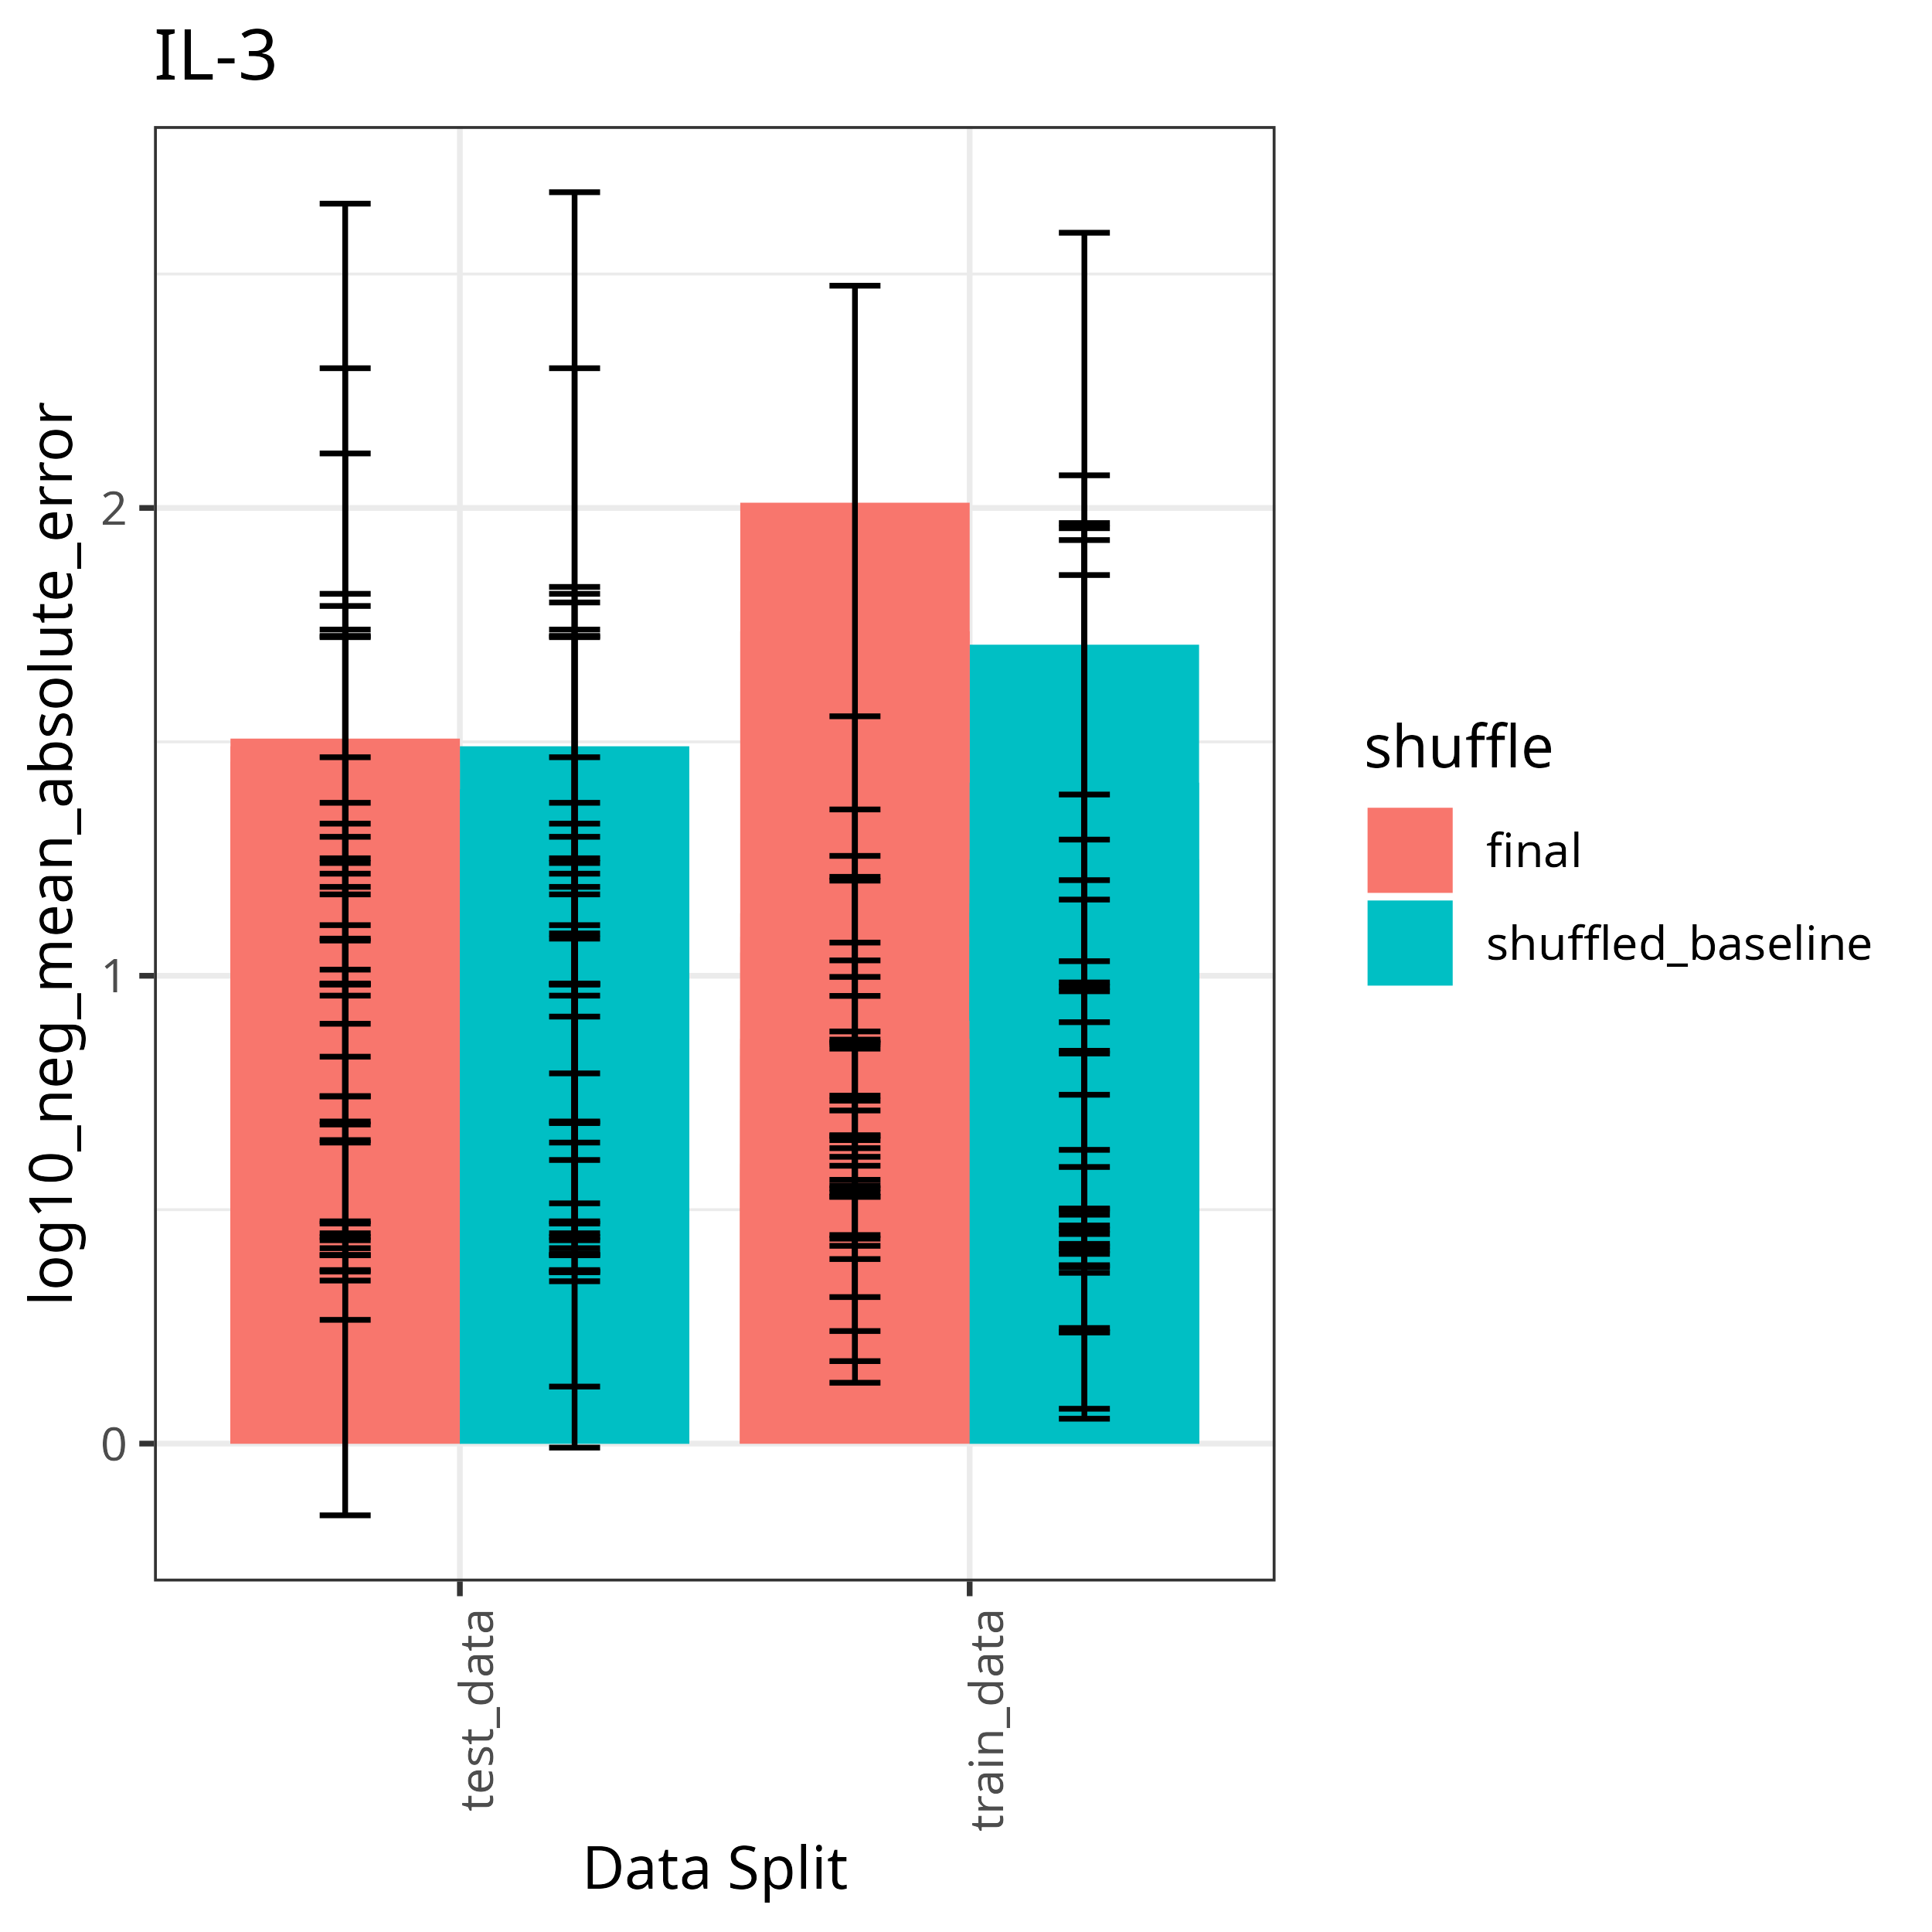 IL-3
log10_neg_mean_absolute_error
2
1
0
test_data
train_data
Data Split
shuffle
final
shuffled_baseline